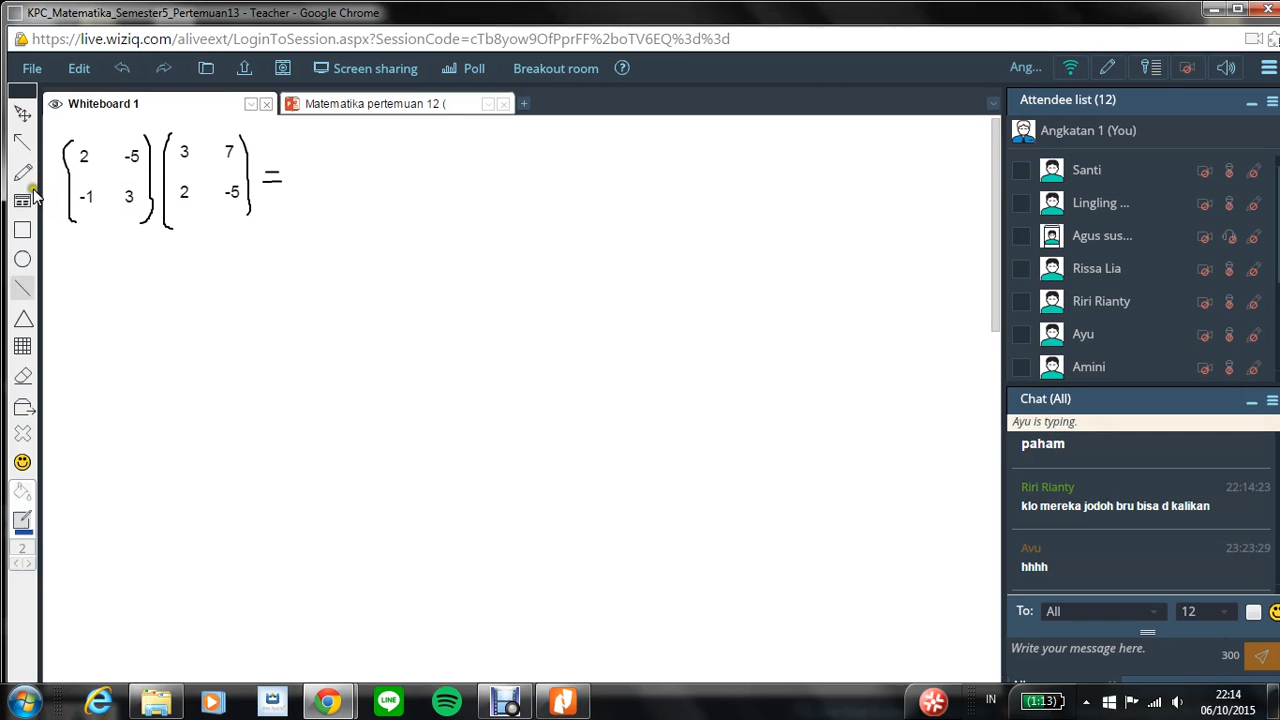 KPC_Matematika_Semester5_Pertemuan13 - Teacher - Google Chrome
https://live.wiziq.com/aliveext/LoginToSession.aspx?SessionCode=cTb8yow9OfPprFF%2boTV6EQ%3d%3d
File Edit Screen sharing Poll Breakout room ? Ang...
Whiteboard 1
Matematika pertemuan 12 (
+
2 -5 3 7 =
-1 3 2 -5
2
Attendee list (12)
Angkatan 1 (You)
Santi
Lingling ...
Agus sus...
Rissa Lia
Riri Rianty
Ayu
Amini
Chat (All)
Ayu is typing.
paham
Riri Rianty 22:14:23
klo mereka jodoh bru bisa d kalikan
Ayu 23:23:29
hhhh
To: All 12
Write your message here. 300
LINE
IN
(1:13)
22:14
06/10/2015